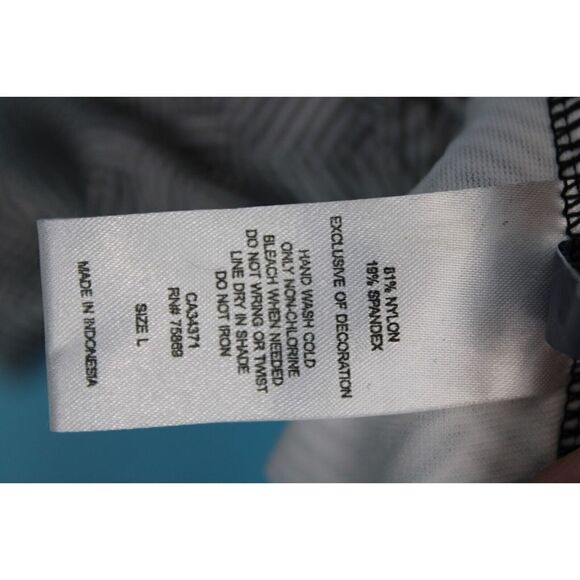 81% NYLON
19% SPANDEX
EXCLUSIVE OF DECORATION
HAND WASH COLD
ONLY NON-CHLORINE
BLEACH WHEN NEEDED
DO NOT WRING OR TWIST
LINE DRY IN SHADE
DO NOT IRON
CA34371
RN# 75869
SIZE L
MADE IN INDONESIA